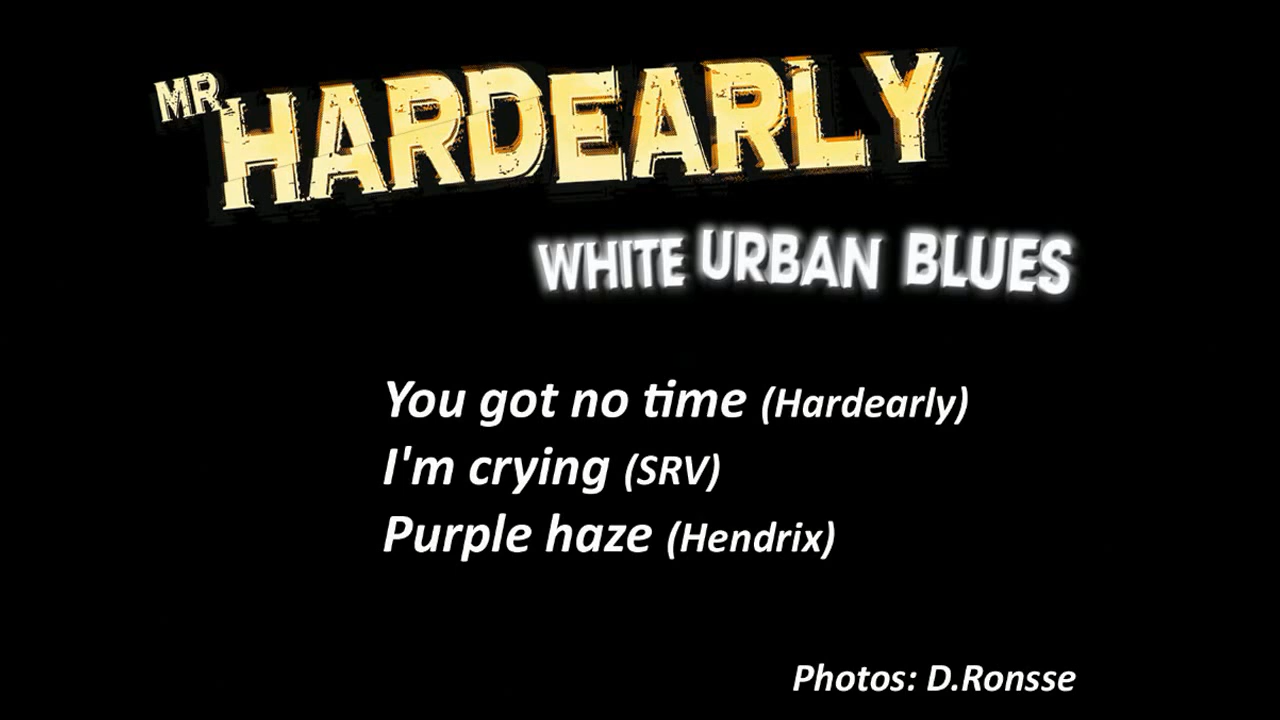 MR. HARDEARLY
WHITE URBAN BLUES
You got no time (Hardearly)
I'm crying (SRV)
Purple haze (Hendrix)
Photos: D.Ronsse